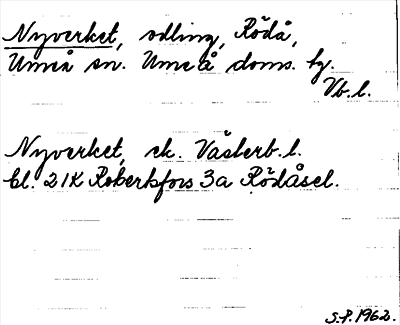 Nyverket, odling, Rödå,
Umeå sn. Umeå doms. tg.
Vb. l.
Nyverket, ek. Västerb. l.
bl. 21K Robertsfors 3a Rödåsel.
S.P. 1962.